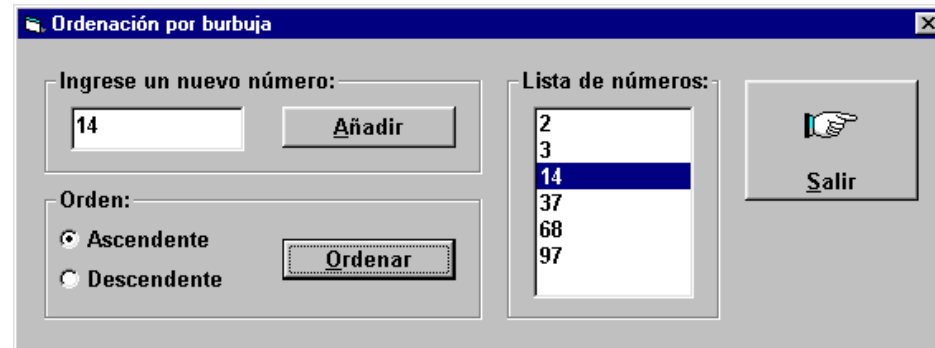 Ordenación por burbuja
Ingrese un nuevo número:
14
Añadir
Orden:
Ascendente
Descendente
Ordenar
Lista de números:
2
3
14
37
68
97
Salir